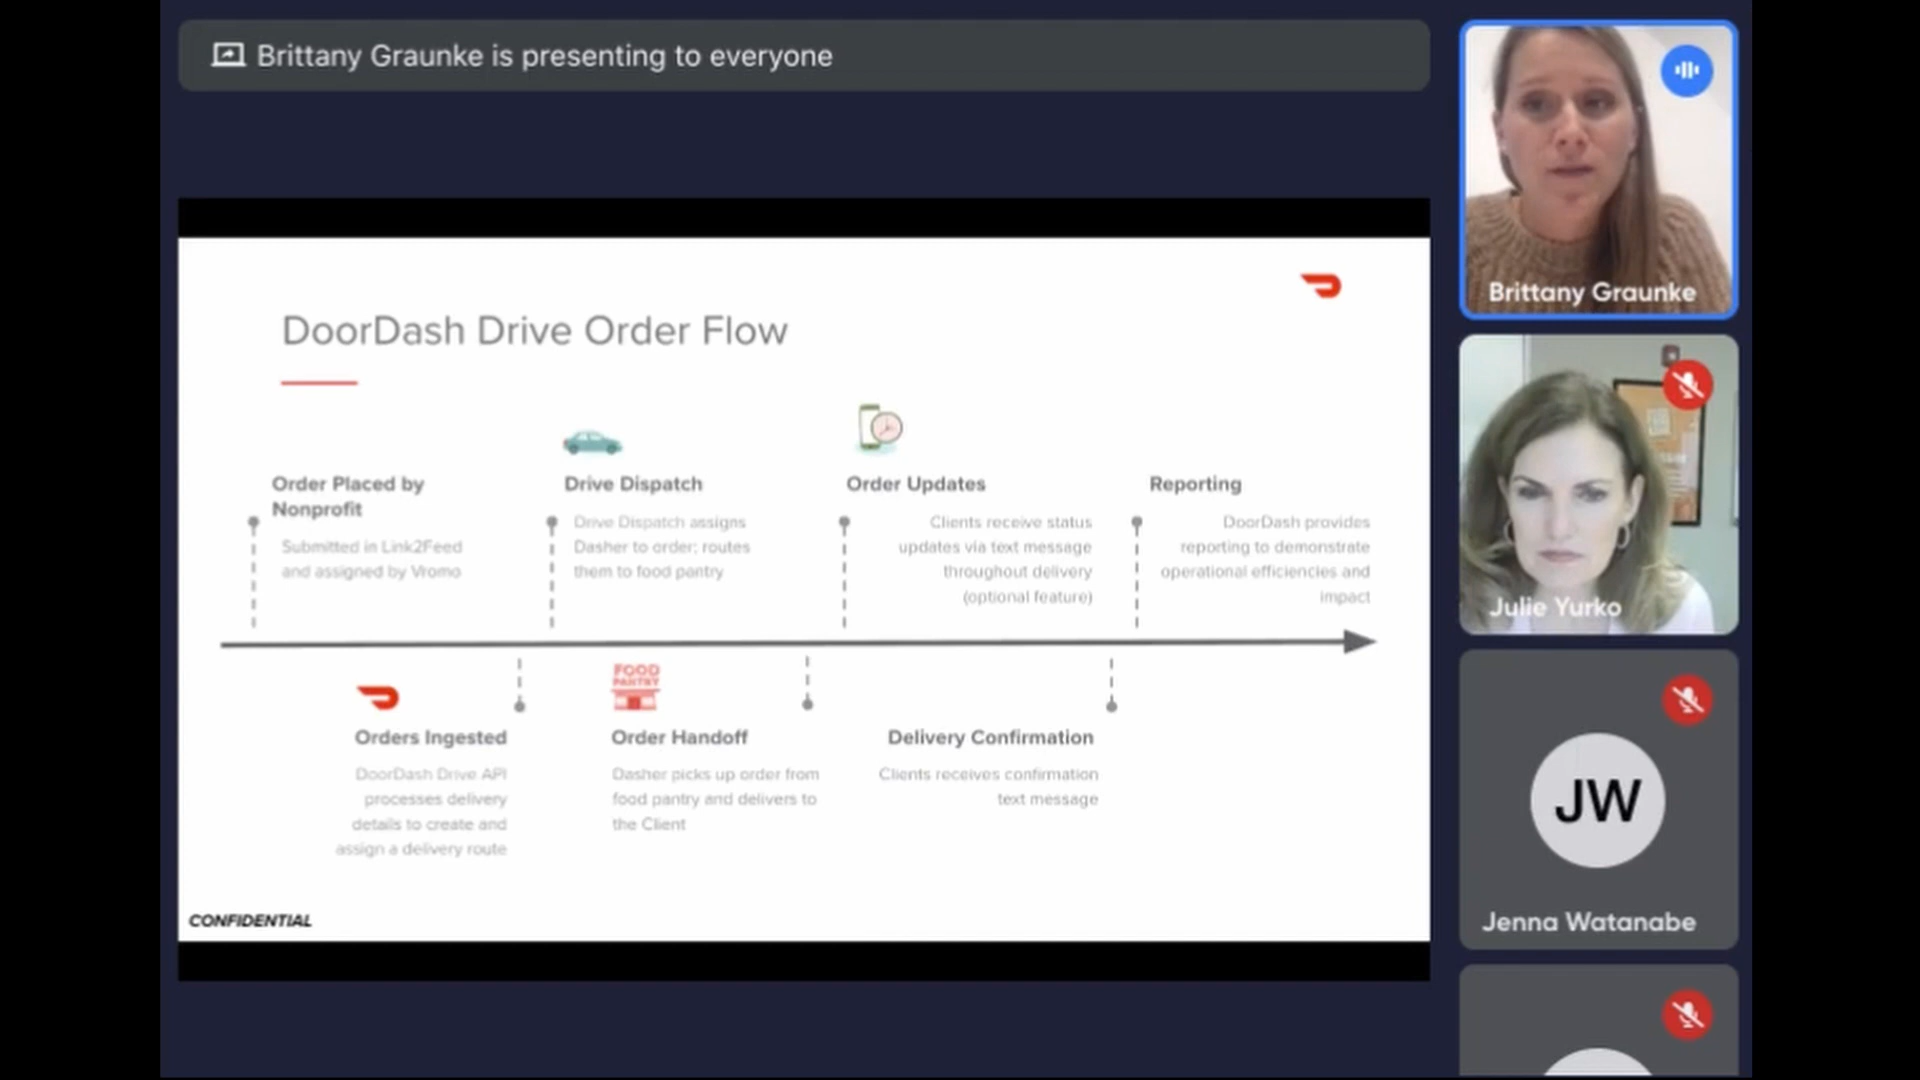 Brittany Graunke is presenting to everyone
DoorDash Drive Order Flow
Order Placed by
Nonprofit
Submitted in Link2Feed
and assigned by Vromo
Drive Dispatch
Drive Dispatch assigns
Dasher to order; routes
them to food pantry
Order Updates
Clients receive status
updates via text message
throughout delivery
(optional feature)
Reporting
DoorDash provides
reporting to demonstrate
operational efficiencies and
impact
Orders Ingested
DoorDash Drive API
processes delivery
details to create and
assign a delivery route
FOOD
PANTRY
Order Handoff
Dasher picks up order from
food pantry and delivers to
the Client
Delivery Confirmation
Clients receives confirmation
text message
CONFIDENTIAL
Brittany Graunke
Julie Yurko
JW
Jenna Watanabe